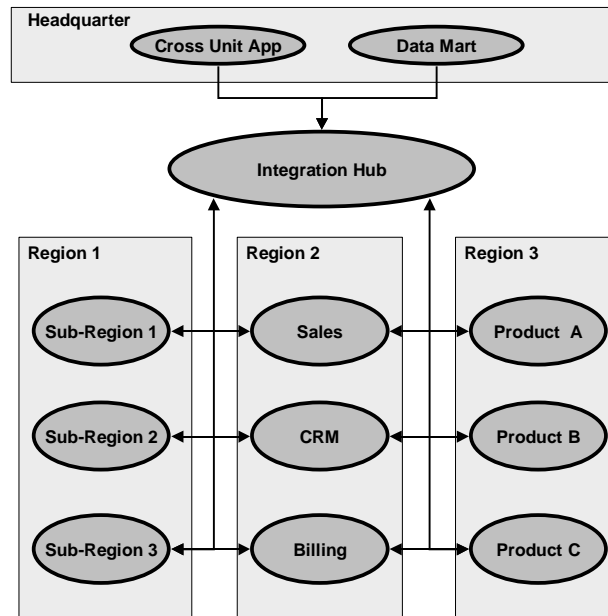 Headquarter
Cross Unit App
Data Mart
Integration Hub
Region 1
Region 2
Region 3
Sub-Region 1
Sales
Product A
Sub-Region 2
CRM
Product B
Sub-Region 3
Billing
Product C